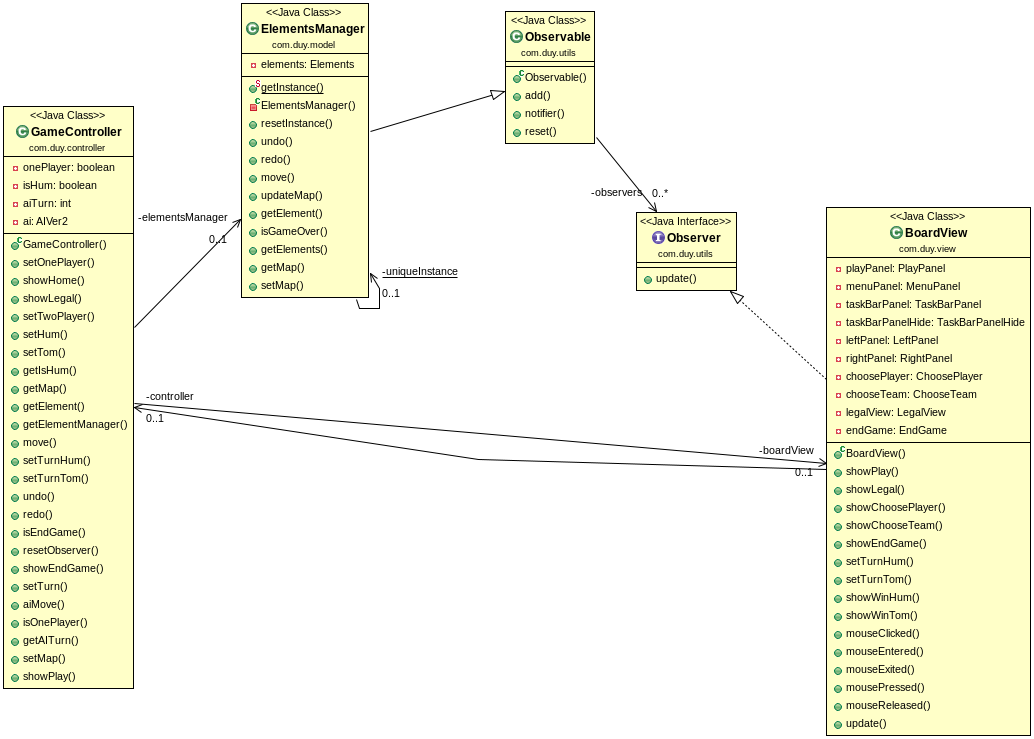 <<Java Class>>
GameController
com.duy.controller
onePlayer: boolean
isHum: boolean
aiTurn: int
ai: AIVer2
GameController()
setOnePlayer()
showHome()
showLegal()
setTwoPlayer()
setHum()
setTom()
getIsHum()
getMap()
getElement()
getElementManager()
move()
setTurnHum()
setTurnTom()
undo()
redo()
isEndGame()
resetObserver()
showEndGame()
setTurn()
aiMove()
isOnePlayer()
getAITurn()
setMap()
showPlay()
-elementsManager
0..1
<<Java Class>>
ElementsManager
com.duy.model
elements: Elements
getInstance()
ElementsManager()
resetInstance()
undo()
redo()
move()
updateMap()
getElement()
isGameOver()
getElements()
getMap()
setMap()
-uniqueInstance
0..1
<<Java Class>>
Observable
com.duy.utils
Observable()
add()
notifier()
reset()
-observers
0..*
<<Java Interface>>
Observer
com.duy.utils
update()
-controller
0..1
-boardView
0..1
<<Java Class>>
BoardView
com.duy.view
playPanel: PlayPanel
menuPanel: MenuPanel
taskBarPanel: TaskBarPanel
taskBarPanelHide: TaskBarPanelHide
leftPanel: LeftPanel
rightPanel: RightPanel
choosePlayer: ChoosePlayer
chooseTeam: ChooseTeam
legalView: LegalView
endGame: EndGame
BoardView()
showPlay()
showLegal()
showChoosePlayer()
showChooseTeam()
showEndGame()
setTurnHum()
setTurnTom()
showWinHum()
showWinTom()
mouseClicked()
mouseEntered()
mouseExited()
mousePressed()
mouseReleased()
update()